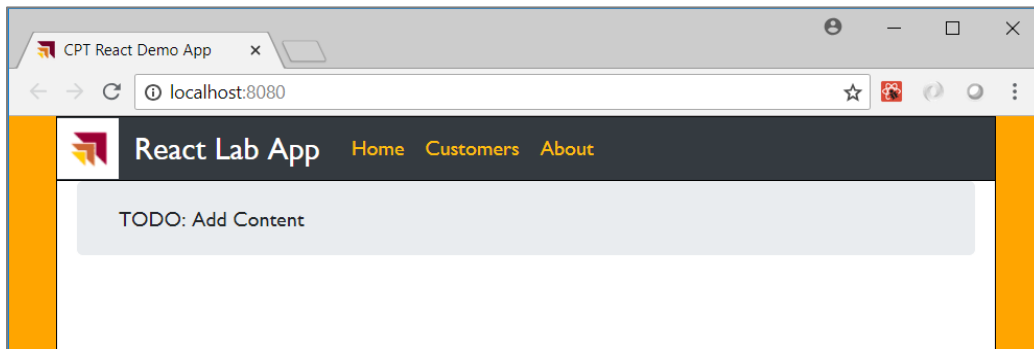 CPT React Demo App
localhost:8080
React Lab App Home Customers About
TODO: Add Content